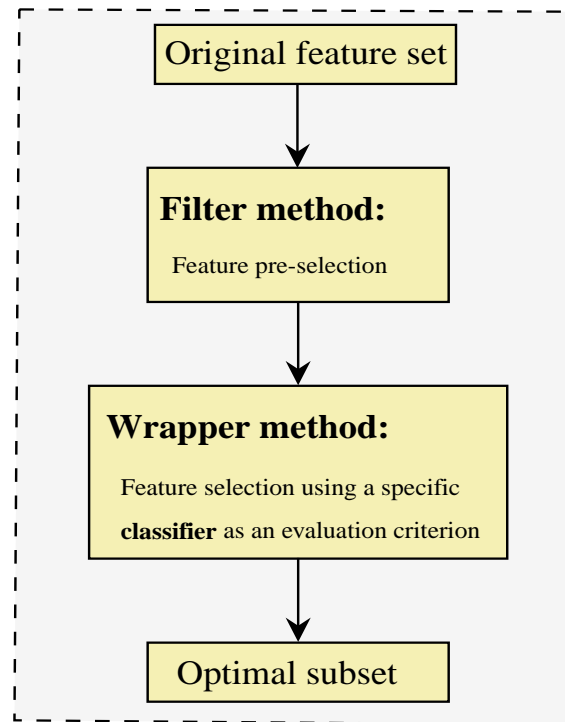 Original feature set
Filter method:
Feature pre-selection
Wrapper method:
Feature selection using a specific
classifier as an evaluation criterion
Optimal subset